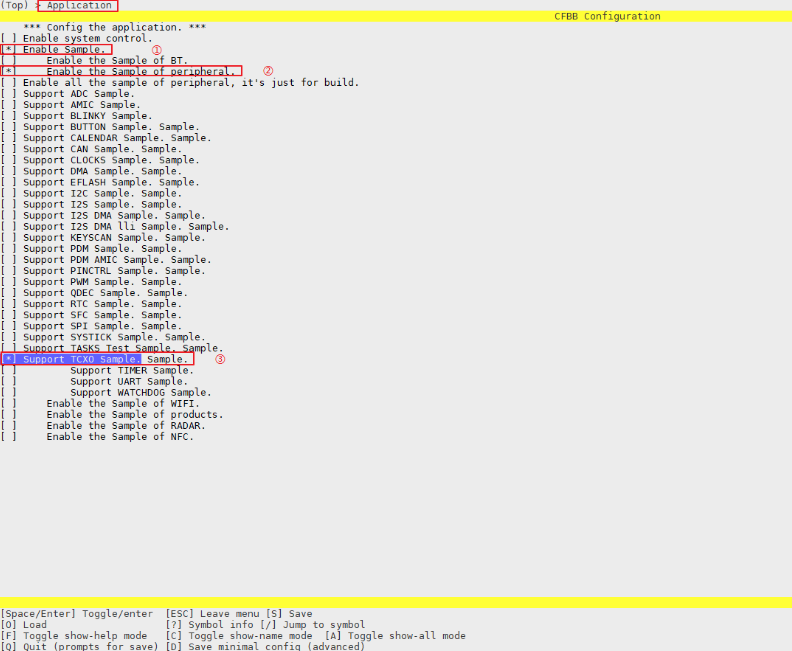 (Top) > Application
CFBB Configuration
*** Config the application. ***
[ ] Enable system control.
[*] Enable Sample. ①
[ ] Enable the Sample of BT.
[*] Enable the Sample of peripheral. ②
[ ] Enable all the sample of peripheral, it's just for build.
[ ] Support ADC Sample.
[ ] Support AMIC Sample.
[ ] Support BLINKY Sample.
[ ] Support BUTTON Sample. Sample.
[ ] Support CALENDAR Sample. Sample.
[ ] Support CAN Sample. Sample.
[ ] Support CLOCKS Sample. Sample.
[ ] Support DMA Sample. Sample.
[ ] Support EFLASH Sample. Sample.
[ ] Support I2C Sample. Sample.
[ ] Support I2S Sample. Sample.
[ ] Support I2S DMA Sample. Sample.
[ ] Support I2S DMA lli Sample. Sample.
[ ] Support KEYSCAN Sample. Sample.
[ ] Support PDM Sample. Sample.
[ ] Support PDM AMIC Sample. Sample.
[ ] Support PINCTRL Sample. Sample.
[ ] Support PWM Sample. Sample.
[ ] Support QDEC Sample. Sample.
[ ] Support RTC Sample. Sample.
[ ] Support SFC Sample. Sample.
[ ] Support SPI Sample. Sample.
[ ] Support SYSTICK Sample. Sample.
[ ] Support TASKS Test Sample. Sample.
[*] Support TCXO Sample. Sample. ③
[ ] Support TIMER Sample.
[ ] Support UART Sample.
[ ] Support WATCHDOG Sample.
[ ] Enable the Sample of WIFI.
[ ] Enable the Sample of products.
[ ] Enable the Sample of RADAR.
[ ] Enable the Sample of NFC.
[Space/Enter] Toggle/enter [ESC] Leave menu [S] Save
[O] Load [?] Symbol info [/] Jump to symbol
[F] Toggle show-help mode [C] Toggle show-name mode [A] Toggle show-all mode
[Q] Quit (prompts for save) [D] Save minimal config (advanced)